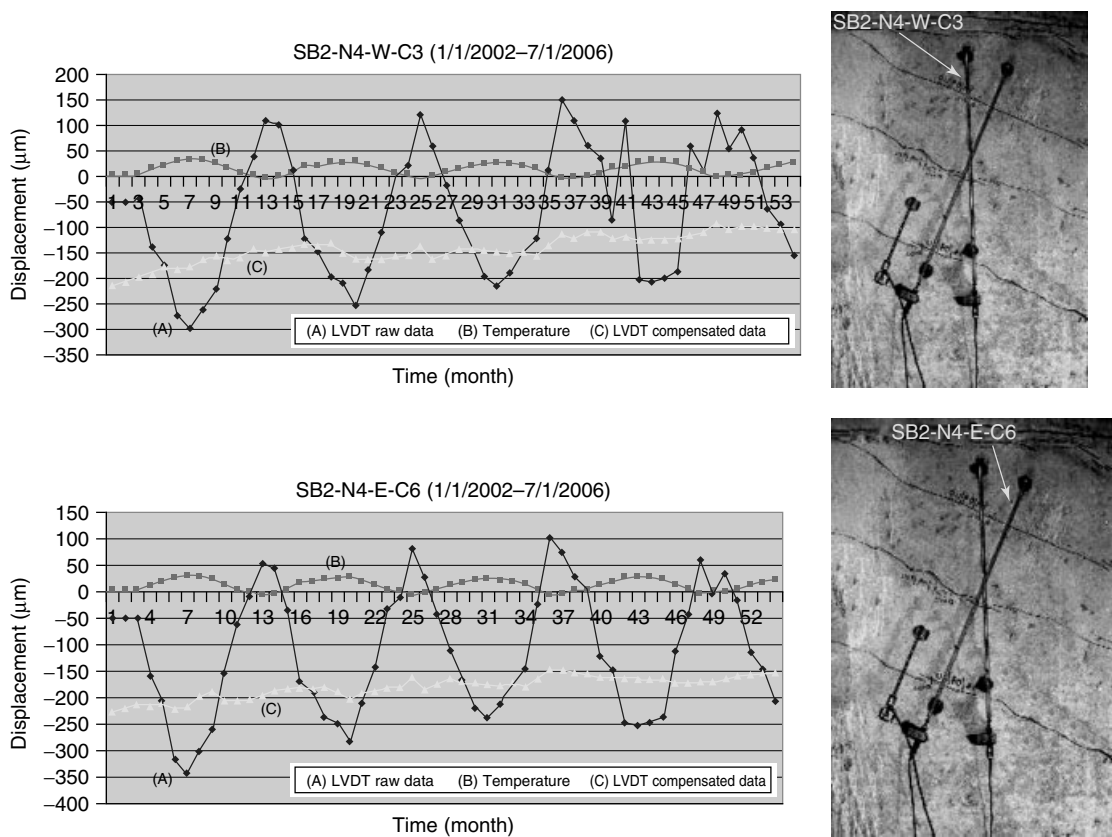 SB2-N4-W-C3 (1/1/2002–7/1/2006)
200
150
100
50
0
−50
−100
−150
−200
−250
−300
−350
Displacement (μm)
1 3 5 7 9 11 13 15 17 19 21 23 25 27 29 31 33 35 37 39 41 43 45 47 49 51 53
(B)
(C)
(A)
(A) LVDT raw data (B) Temperature (C) LVDT compensated data
Time (month)
SB2-N4-W-C3
SB2-N4-E-C6 (1/1/2002–7/1/2006)
150
100
50
0
−50
−100
−150
−200
−250
−300
−350
−400
Displacement (μm)
1 4 7 10 13 16 19 22 25 28 31 34 37 40 43 46 49 52
(B)
(C)
(A)
(A) LVDT raw data (B) Temperature (C) LVDT compensated data
Time (month)
SB2-N4-E-C6